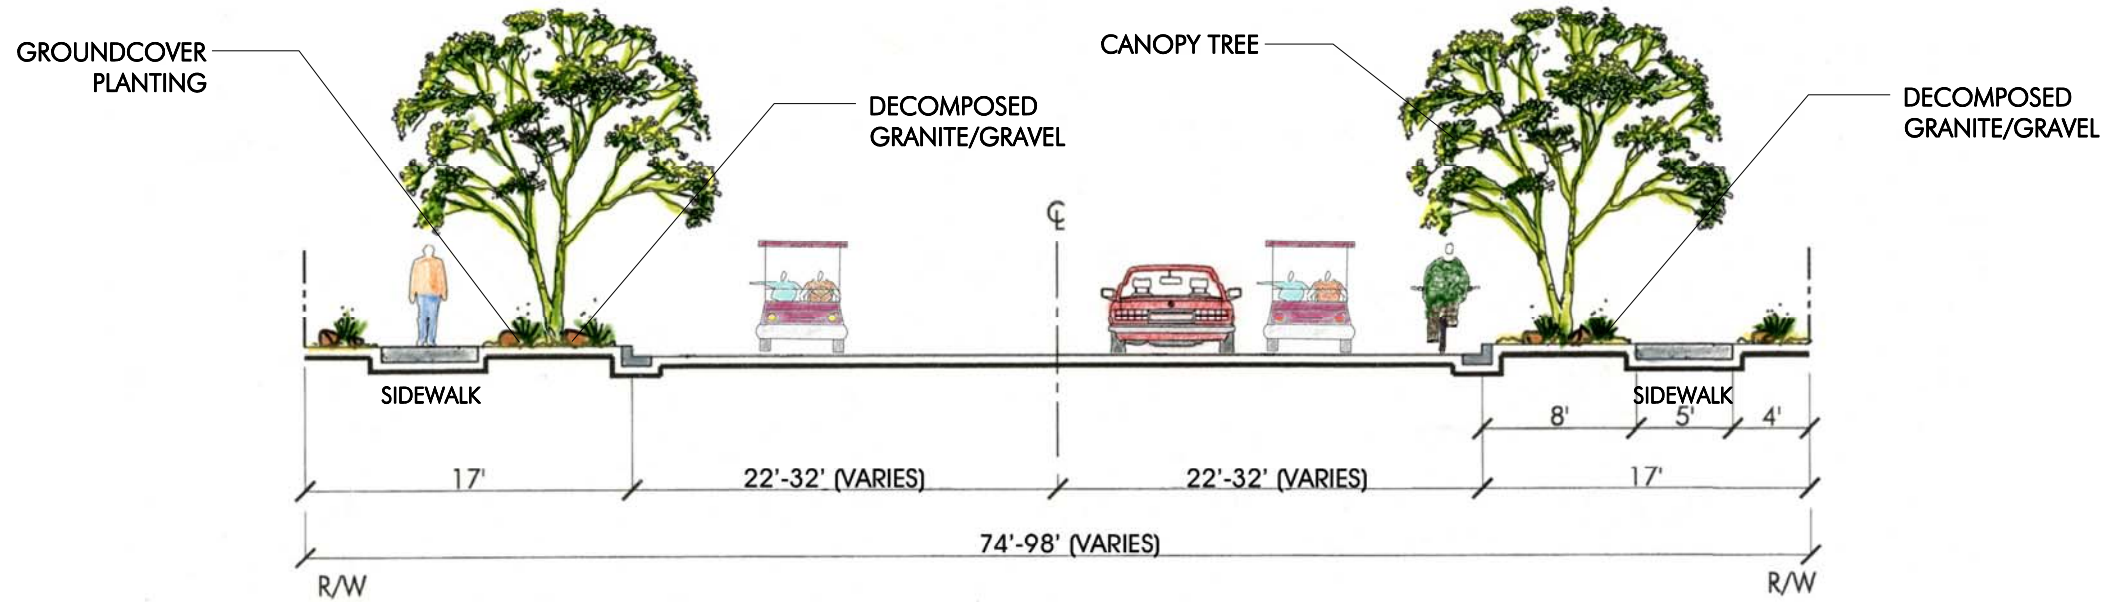 GROUNDCOVER
PLANTING
DECOMPOSED
GRANITE/GRAVEL
CANOPY TREE
DECOMPOSED
GRANITE/GRAVEL
℄
SIDEWALK
SIDEWALK
8' 5' 4'
17' 22'-32' (VARIES) 22'-32' (VARIES) 17'
74'-98' (VARIES)
R/W R/W